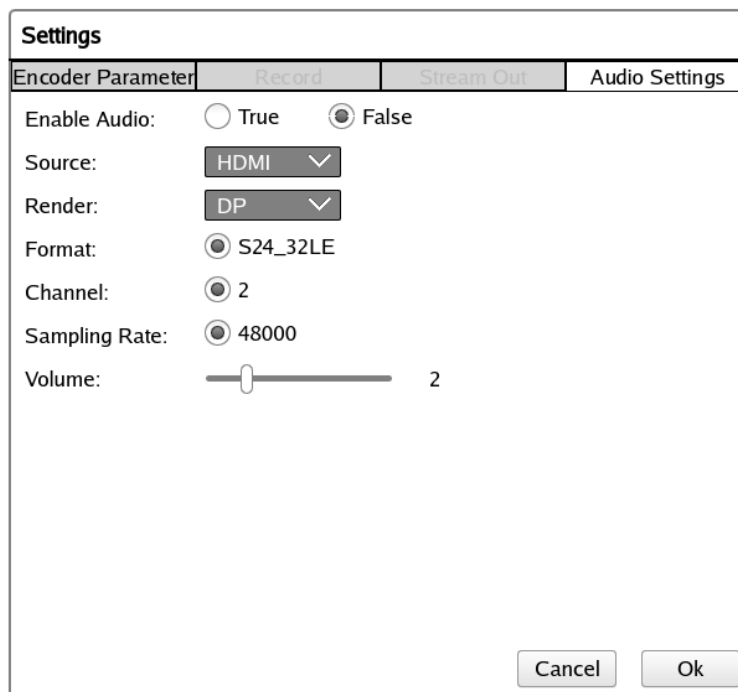 Settings
Encoder Parameter Record Stream Out Audio Settings
Enable Audio: True False
Source: HDMI
Render: DP
Format: S24_32LE
Channel: 2
Sampling Rate: 48000
Volume: 2
Cancel Ok